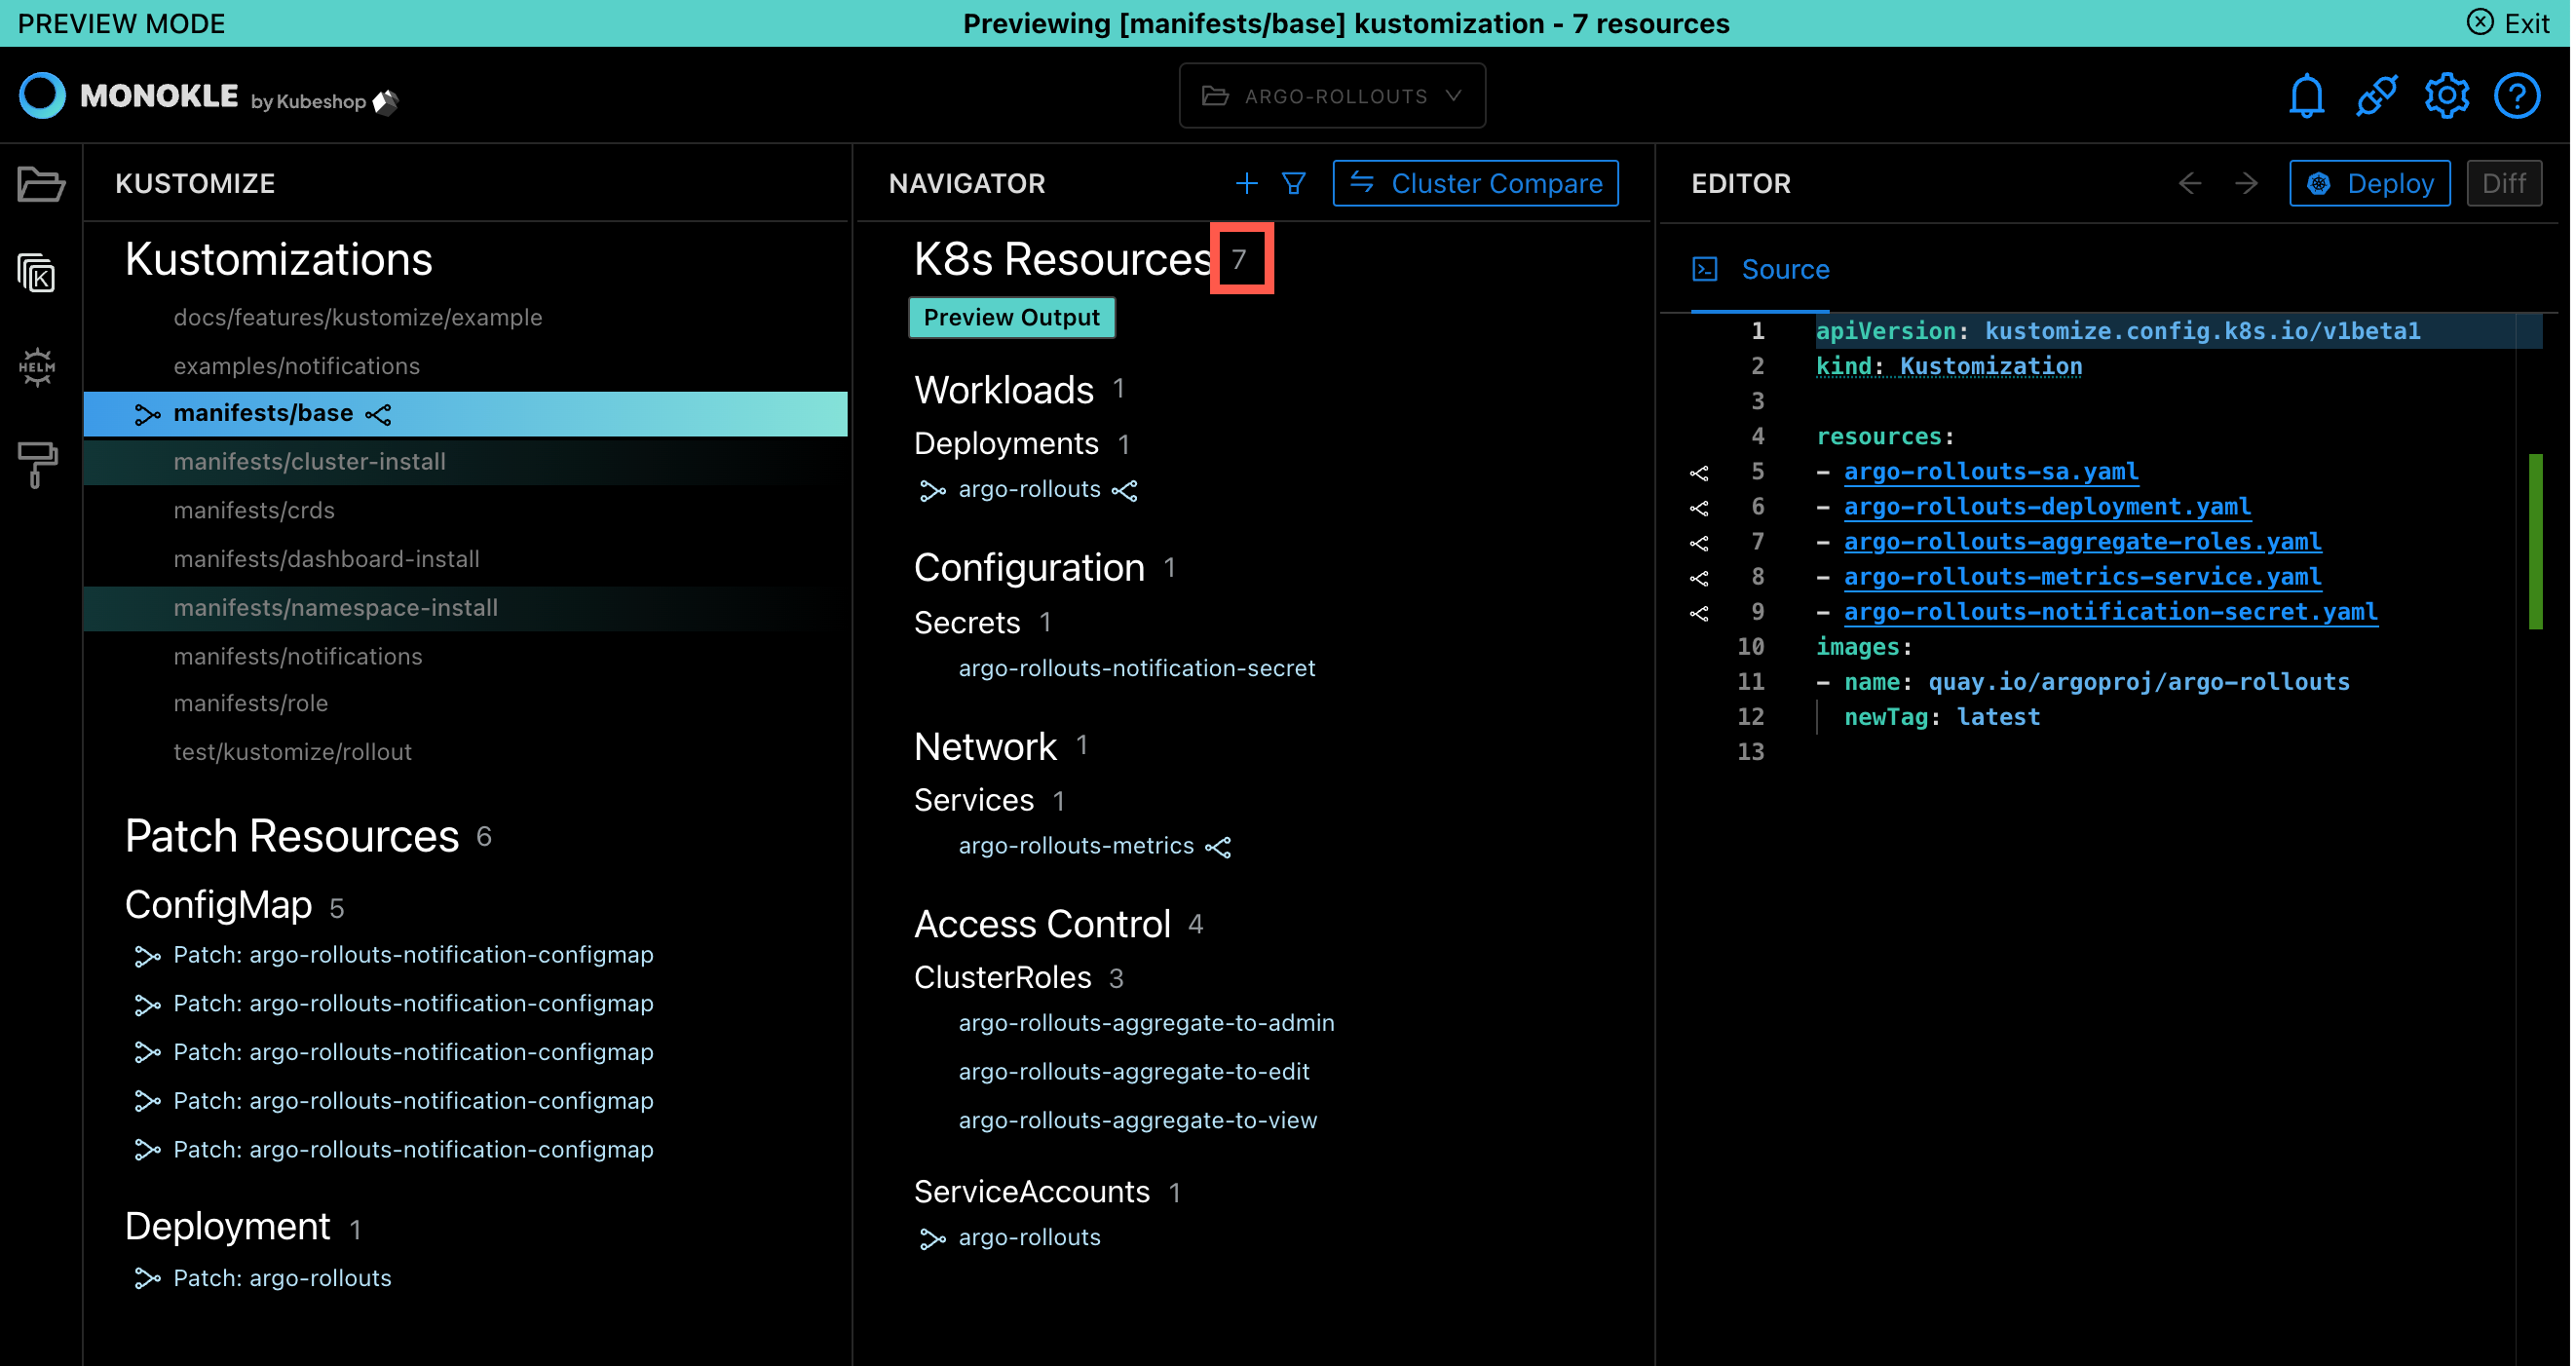 PREVIEW MODE
Previewing [manifests/base] kustomization - 7 resources
Exit
MONOKLE by Kubeshop
ARGO-ROLLOUTS
KUSTOMIZE
Kustomizations
docs/features/kustomize/example
examples/notifications
manifests/base
manifests/cluster-install
manifests/crds
manifests/dashboard-install
manifests/namespace-install
manifests/notifications
manifests/role
test/kustomize/rollout
Patch Resources 6
ConfigMap 5
Patch: argo-rollouts-notification-configmap
Patch: argo-rollouts-notification-configmap
Patch: argo-rollouts-notification-configmap
Patch: argo-rollouts-notification-configmap
Patch: argo-rollouts-notification-configmap
Deployment 1
Patch: argo-rollouts
K
HELM
NAVIGATOR
Cluster Compare
K8s Resources 7
Preview Output
Workloads 1
Deployments 1
argo-rollouts
Configuration 1
Secrets 1
argo-rollouts-notification-secret
Network 1
Services 1
argo-rollouts-metrics
Access Control 4
ClusterRoles 3
argo-rollouts-aggregate-to-admin
argo-rollouts-aggregate-to-edit
argo-rollouts-aggregate-to-view
ServiceAccounts 1
argo-rollouts
EDITOR
Deploy
Diff
Source
1 apiVersion: kustomize.config.k8s.io/v1beta1
2 kind: Kustomization
3
4 resources:
5 - argo-rollouts-sa.yaml
6 - argo-rollouts-deployment.yaml
7 - argo-rollouts-aggregate-roles.yaml
8 - argo-rollouts-metrics-service.yaml
9 - argo-rollouts-notification-secret.yaml
10 images:
11 - name: quay.io/argoproj/argo-rollouts
12 newTag: latest
13